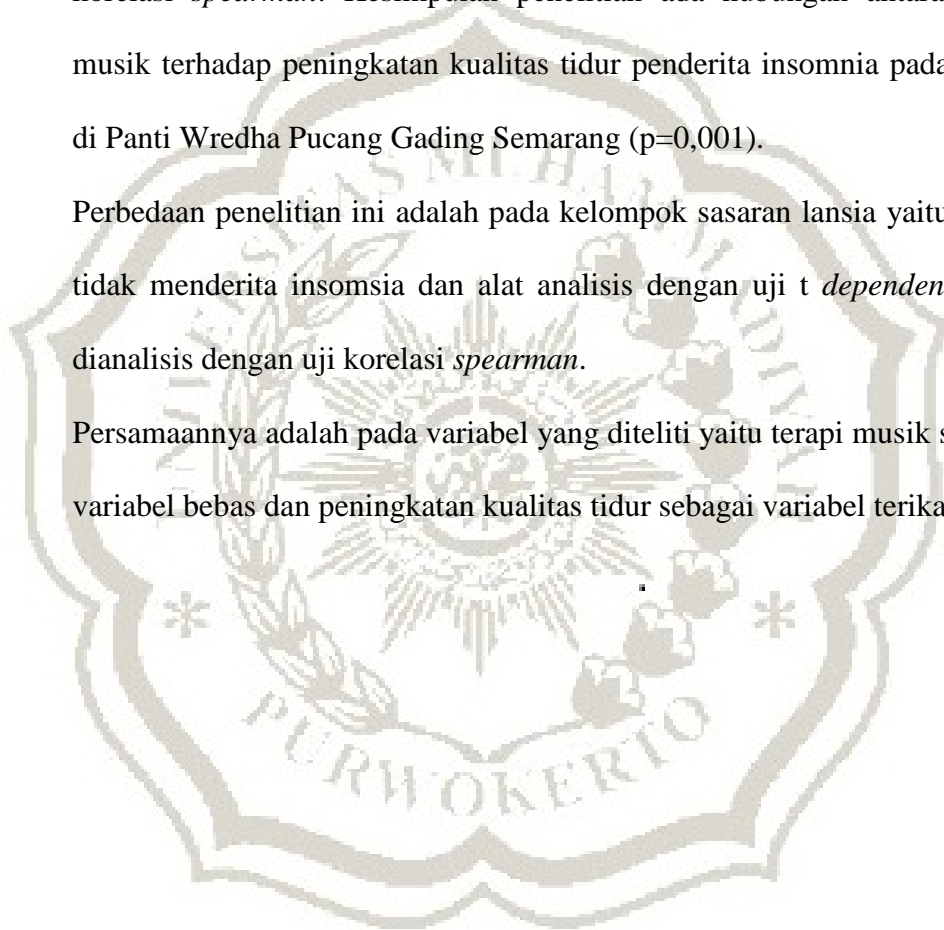 korelasi spearman. Kesimpulan penelitian ada hubungan antara
musik terhadap peningkatan kualitas tidur penderita insomnia pada
di Panti Wredha Pucang Gading Semarang (p=0,001).
Perbedaan penelitian ini adalah pada kelompok sasaran lansia yaitu
tidak menderita insomsia dan alat analisis dengan uji t dependen
dianalisis dengan uji korelasi spearman.
Persamaannya adalah pada variabel yang diteliti yaitu terapi musik s
variabel bebas dan peningkatan kualitas tidur sebagai variabel terika
UNIVERSITAS MUHAMMADIYAH
PURWOKERTO